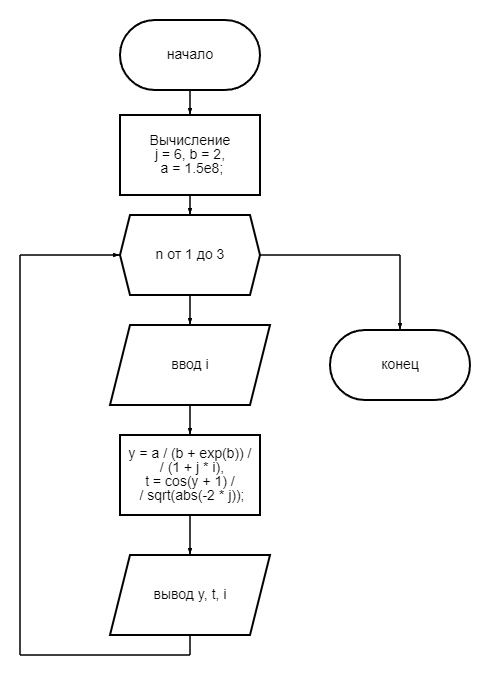 начало
Вычисление
j = 6, b = 2,
a = 1.5e8;
n от 1 до 3
ввод i
конец
y = a / (b + exp(b)) /
/ (1 + j * i),
t = cos(y + 1) /
/ sqrt(abs(-2 * j));
вывод y, t, i